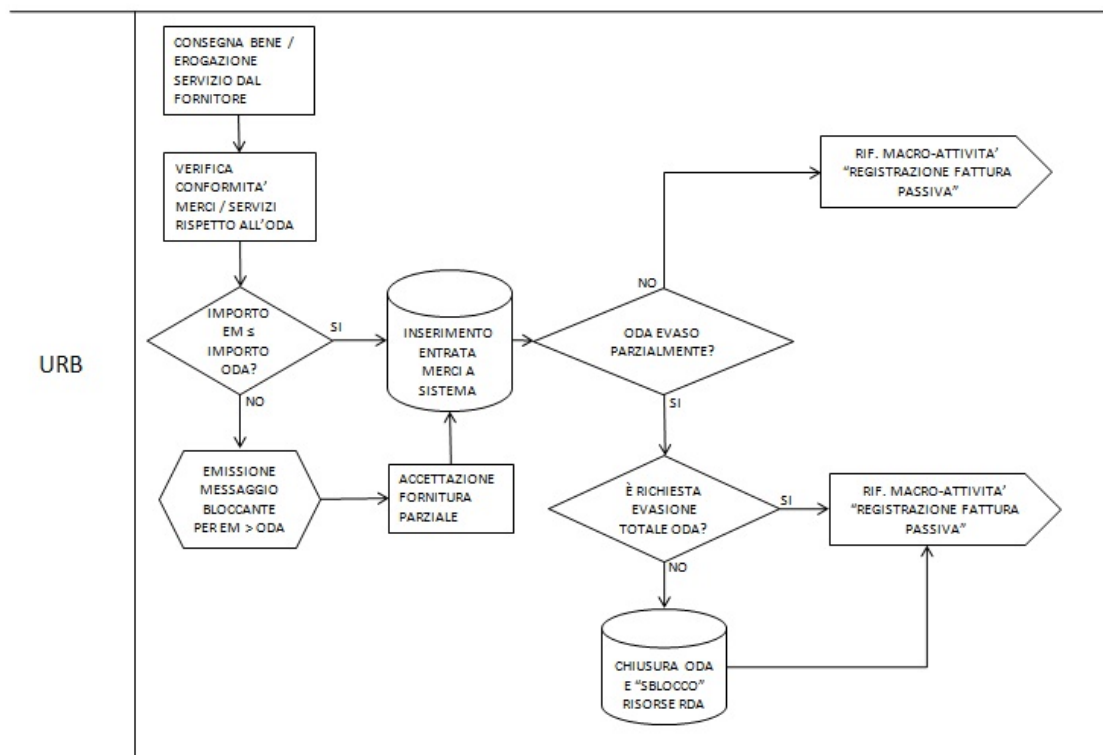 CONSEGNA BENE /
EROGAZIONE
SERVIZIO DAL
FORNITORE
VERIFICA
CONFORMITA'
MERCI / SERVIZI
RISPETTO ALL'ODA
RIF. MACRO-ATTIVITA'
"REGISTRAZIONE FATTURA
PASSIVA"
IMPORTO
EM ≤
IMPORTO
ODA?
SI
NO
INSERIMENTO
ENTRATA
MERCI A
SISTEMA
ODA EVASO
PARZIALMENTE?
NO
SI
URB
EMISSIONE
MESSAGGIO
BLOCCANTE
PER EM > ODA
ACCETTAZIONE
FORNITURA
PARZIALE
È RICHIESTA
EVASIONE
TOTALE ODA?
SI
NO
RIF. MACRO-ATTIVITA'
"REGISTRAZIONE FATTURA
PASSIVA"
CHIUSURA ODA
E "SBLOCCO"
RISORSE RDA